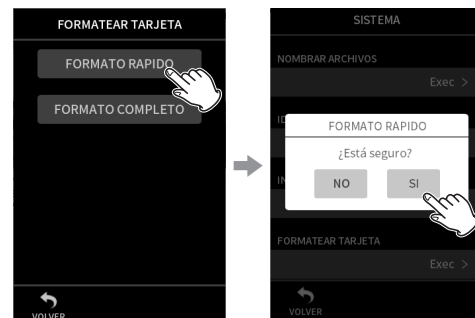 FORMATEAR TARJETA
FORMATO RAPIDO
FORMATO COMPLETO
VOLVER
SISTEMA
NOMBRAR ARCHIVOS
Exec >
FORMATO RAPIDO
¿Está seguro?
NO SI
FORMATEAR TARJETA
Exec >
VOLVER